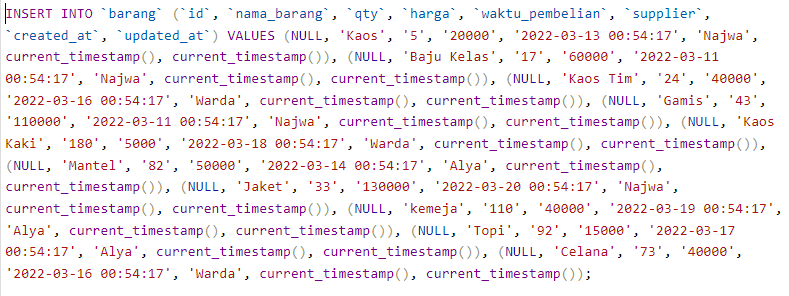 INSERT INTO `barang` (`id`, `nama_barang`, `qty`, `harga`, `waktu_pembelian`, `supplier`,
`created_at`, `updated_at`) VALUES (NULL, 'Kaos', '5', '20000', '2022-03-13 00:54:17', 'Najwa',
current_timestamp(), current_timestamp()), (NULL, 'Baju Kelas', '17', '60000', '2022-03-11
00:54:17', 'Najwa', current_timestamp(), current_timestamp()), (NULL, 'Kaos Tim', '24', '40000',
'2022-03-16 00:54:17', 'Warda', current_timestamp(), current_timestamp()), (NULL, 'Gamis', '43',
'110000', '2022-03-11 00:54:17', 'Najwa', current_timestamp(), current_timestamp()), (NULL, 'Kaos
Kaki', '180', '5000', '2022-03-18 00:54:17', 'Warda', current_timestamp(), current_timestamp()),
(NULL, 'Mantel', '82', '50000', '2022-03-14 00:54:17', 'Alya', current_timestamp(),
current_timestamp()), (NULL, 'Jaket', '33', '130000', '2022-03-20 00:54:17', 'Najwa',
current_timestamp(), current_timestamp()), (NULL, 'kemeja', '110', '40000', '2022-03-19 00:54:17',
'Alya', current_timestamp(), current_timestamp()), (NULL, 'Topi', '92', '15000', '2022-03-17
00:54:17', 'Alya', current_timestamp(), current_timestamp()), (NULL, 'Celana', '73', '40000',
'2022-03-16 00:54:17', 'Warda', current_timestamp(), current_timestamp());